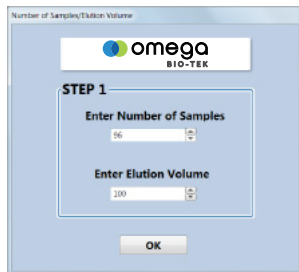 Number of Samples/Elution Volume
omega
BIO-TEK
STEP 1
Enter Number of Samples
96
Enter Elution Volume
100
OK